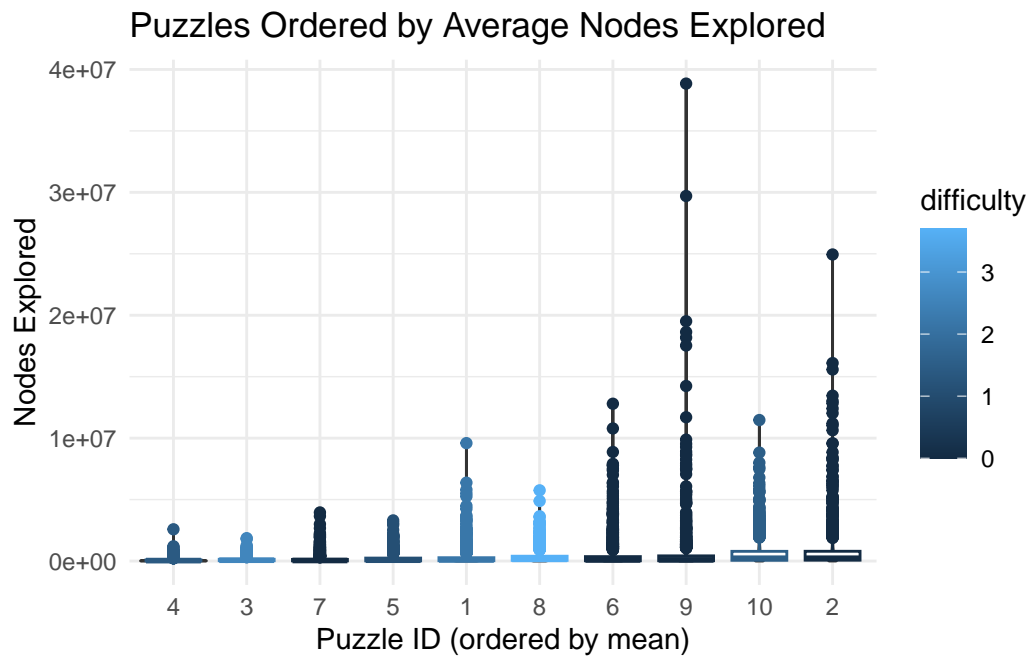 Puzzles Ordered by Average Nodes Explored
4e+07
3e+07
2e+07
1e+07
0e+00
Nodes Explored
4 3 7 5 1 8 6 9 10 2
Puzzle ID (ordered by mean)
difficulty
3
2
1
0